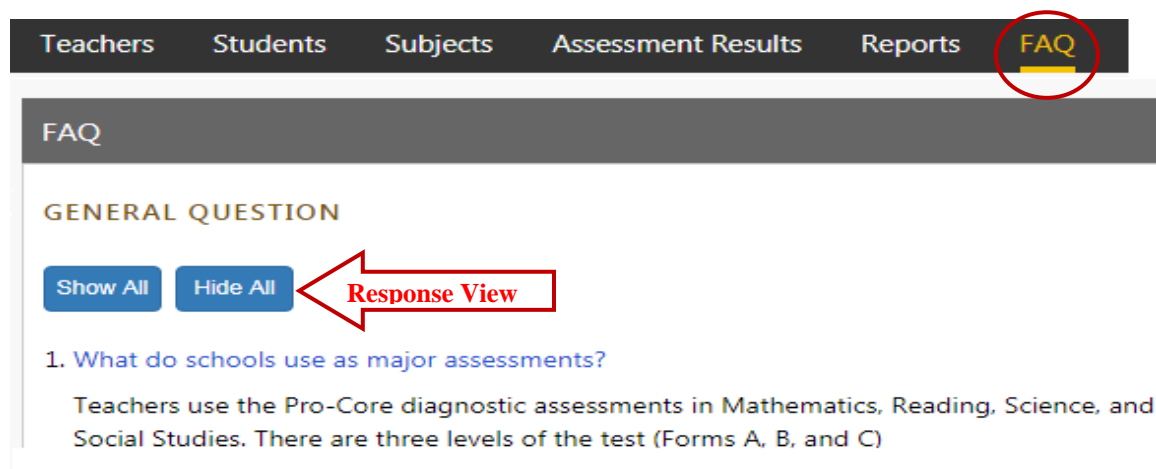 Teachers Students Subjects Assessment Results Reports FAQ
FAQ
GENERAL QUESTION
Show All Hide All Response View
1. What do schools use as major assessments?
Teachers use the Pro-Core diagnostic assessments in Mathematics, Reading, Science, and
Social Studies. There are three levels of the test (Forms A, B, and C)